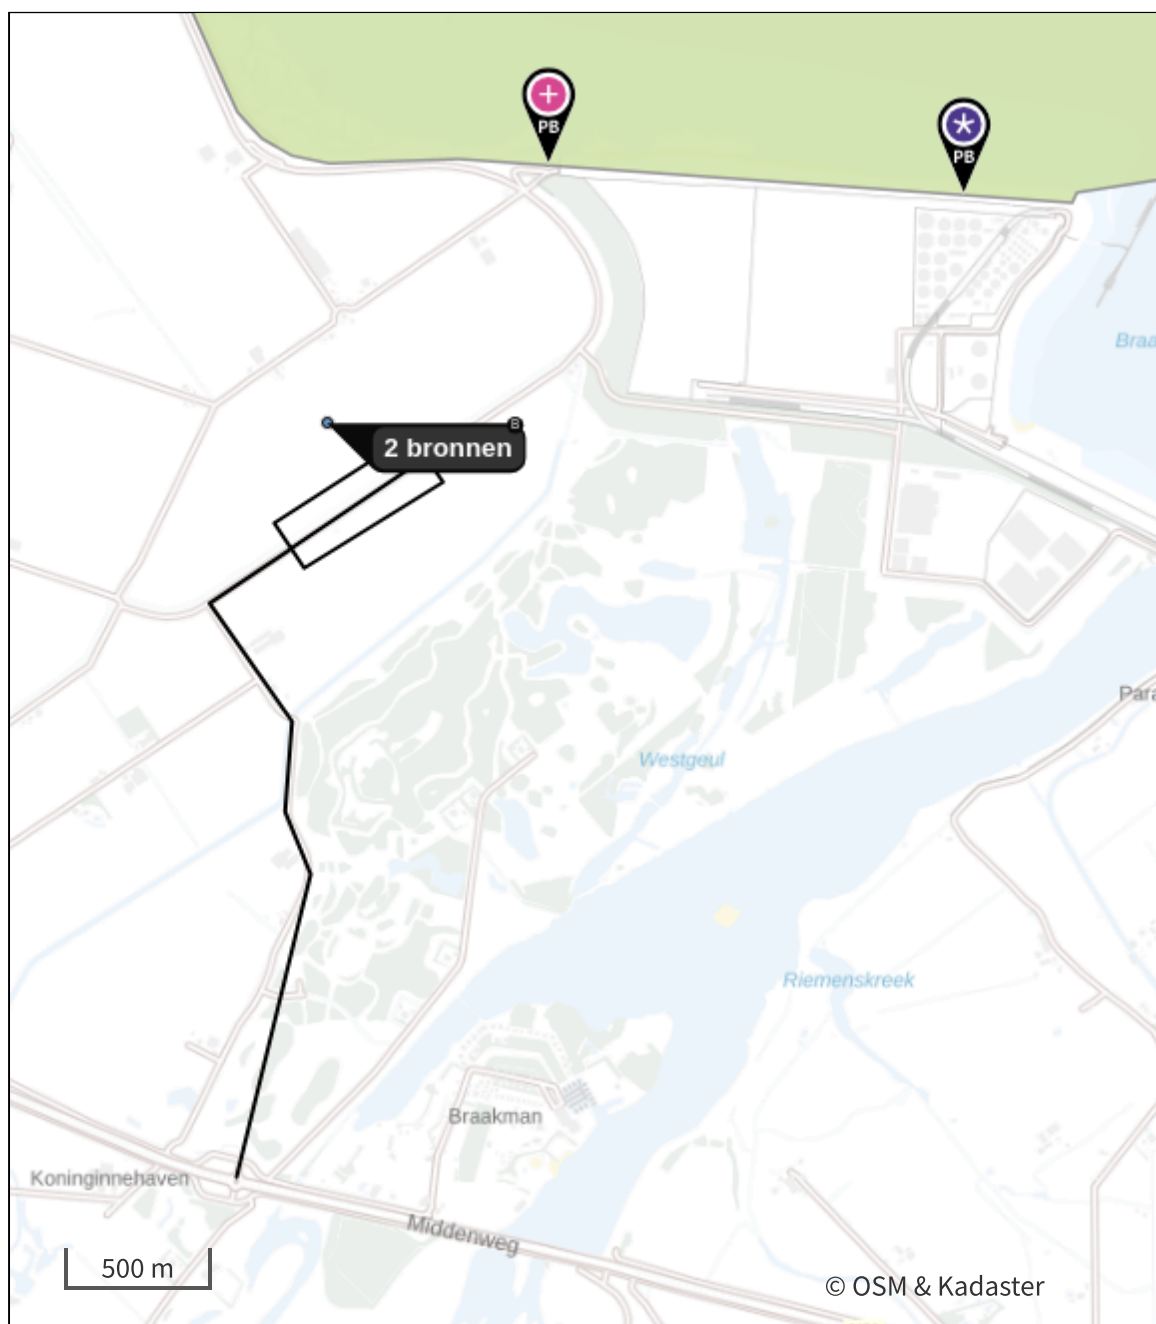 PB
PB
Braa
B
2 bronnen
Para
Westgeul
Riemenskreek
Braakman
Koninginnehaven
Middenweg
500 m
© OSM & Kadaster